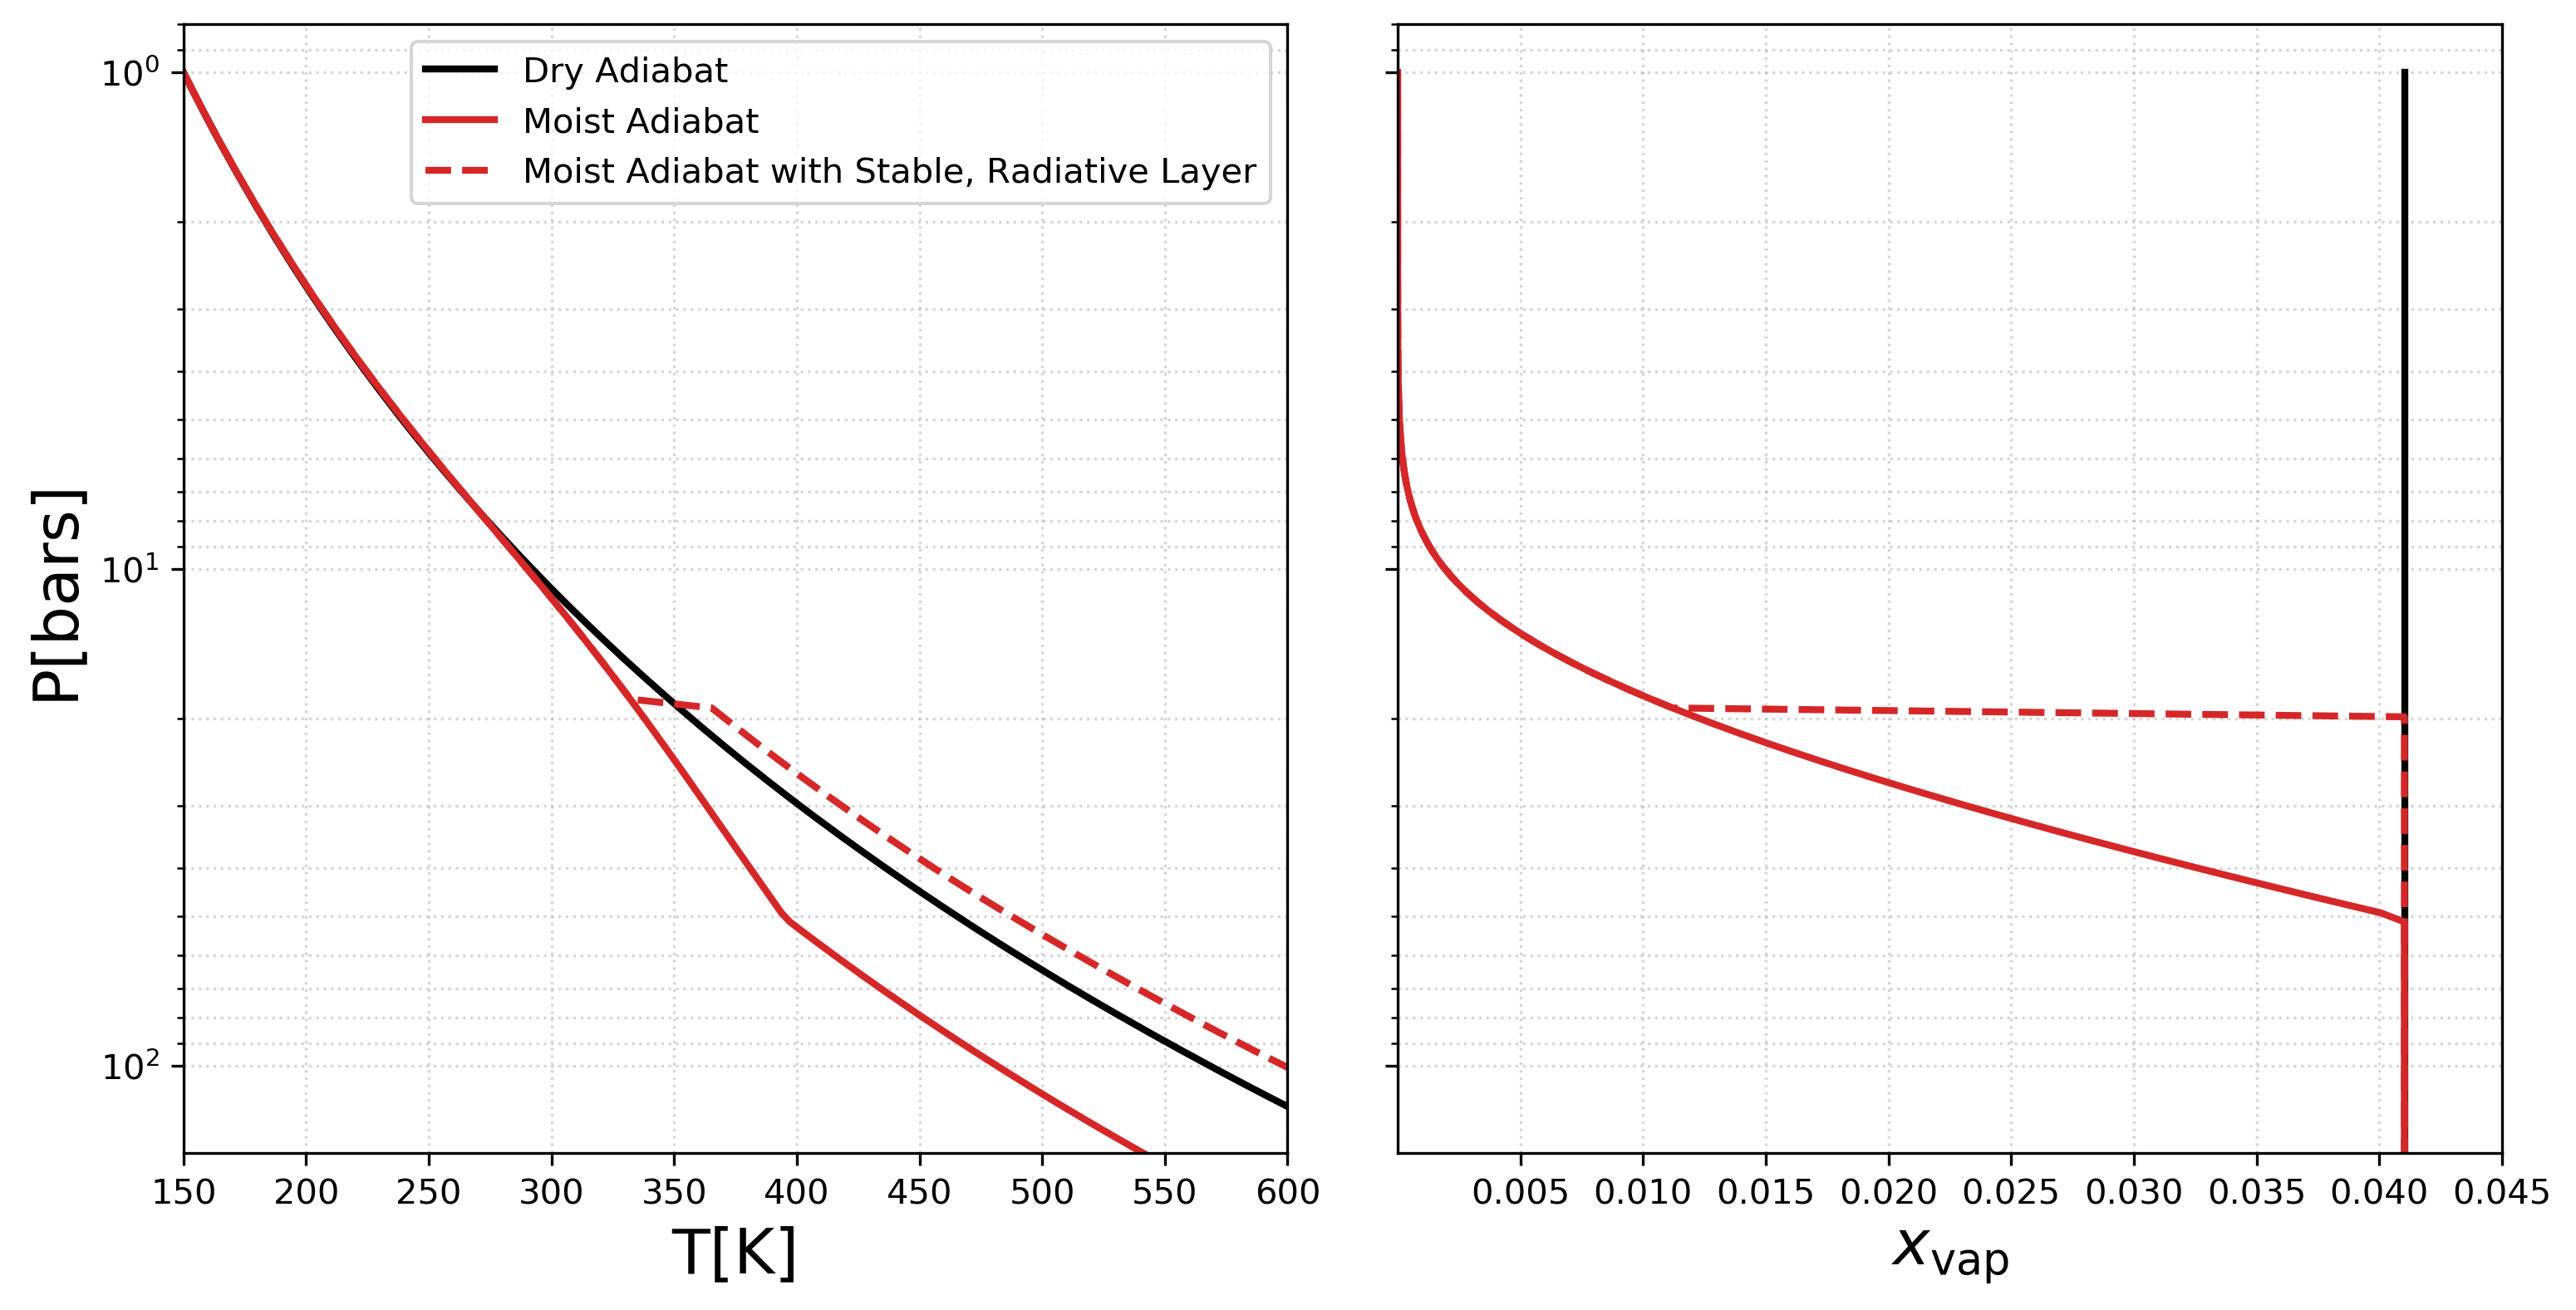 Dry Adiabat
Moist Adiabat
Moist Adiabat with Stable, Radiative Layer
P[bars]
10⁰
10¹
10²
150 200 250 300 350 400 450 500 550 600
T[K]
0.005 0.010 0.015 0.020 0.025 0.030 0.035 0.040 0.045
x_vap